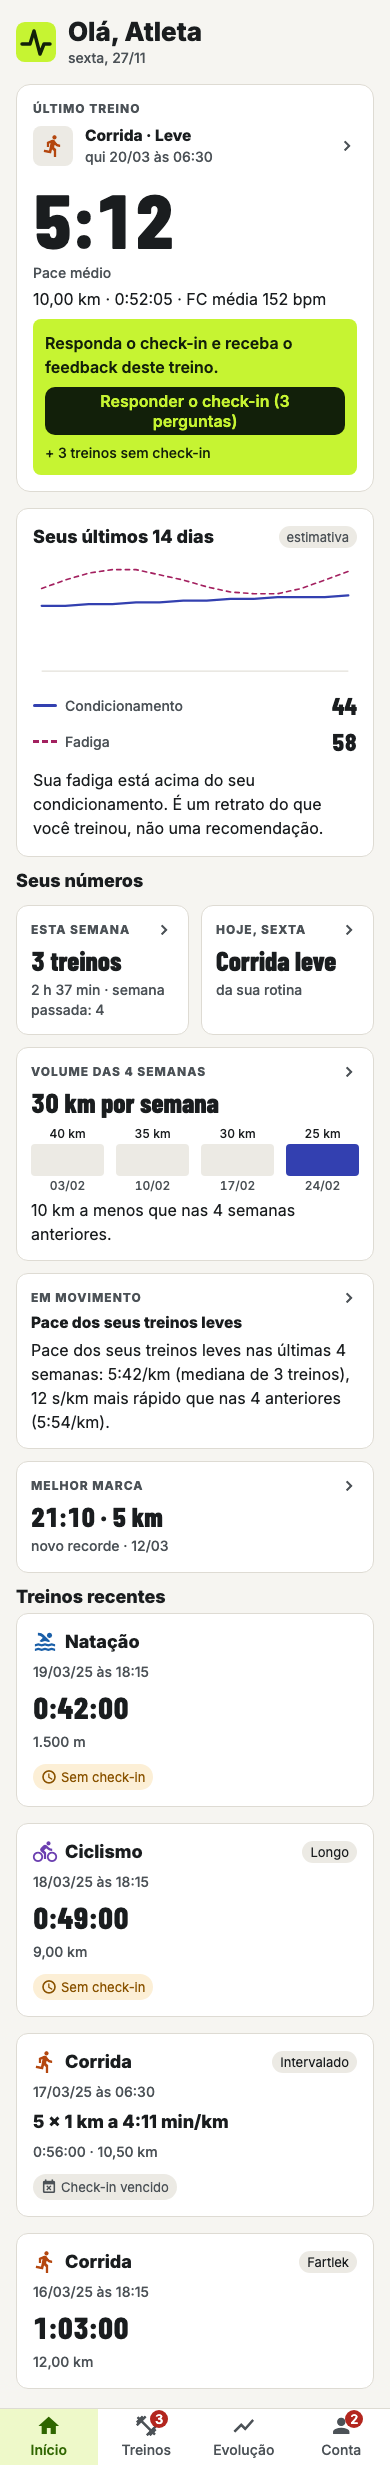 Olá, Atleta
sexta, 27/11
ÚLTIMO TREINO
Corrida · Leve
qui 20/03 às 06:30
5:12
Pace médio
10,00 km · 0:52:05 · FC média 152 bpm
Responda o check-in e receba o
feedback deste treino.
Responder o check-in (3
perguntas)
+ 3 treinos sem check-in
Seus últimos 14 dias
estimativa
Condicionamento
44
Fadiga
58
Sua fadiga está acima do seu
condicionamento. É um retrato do que
você treinou, não uma recomendação.
Seus números
ESTA SEMANA
3 treinos
2 h 37 min · semana
passada: 4
HOJE, SEXTA
Corrida leve
da sua rotina
VOLUME DAS 4 SEMANAS
30 km por semana
40 km 35 km 30 km 25 km
03/02 10/02 17/02 24/02
10 km a menos que nas 4 semanas
anteriores.
EM MOVIMENTO
Pace dos seus treinos leves
Pace dos seus treinos leves nas últimas 4
semanas: 5:42/km (mediana de 3 treinos),
12 s/km mais rápido que nas 4 anteriores
(5:54/km).
MELHOR MARCA
21:10 · 5 km
novo recorde · 12/03
Treinos recentes
Natação
19/03/25 às 18:15
0:42:00
1.500 m
Sem check-in
Ciclismo
Longo
18/03/25 às 18:15
0:49:00
9,00 km
Sem check-in
Corrida
Intervalado
17/03/25 às 06:30
5 × 1 km a 4:11 min/km
0:56:00 · 10,50 km
Check-in vencido
Corrida
Fartlek
16/03/25 às 18:15
1:03:00
12,00 km
3 2
Início Treinos Evolução Conta